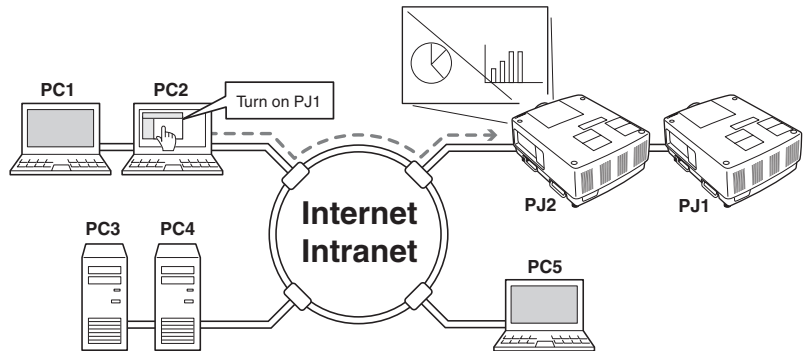 PC1
PC2
Turn on PJ1
PJ2
PJ1
Internet
Intranet
PC3
PC4
PC5